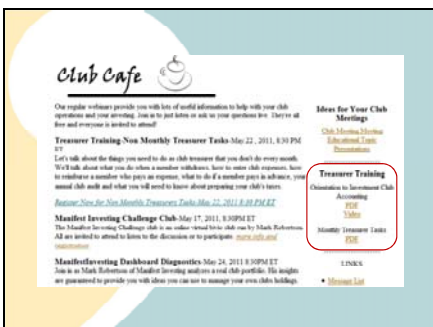 Club Cafe
Our regular webinars provide you with lots of useful information to help with your club
operations and your investing. Join in to just listen or ask us your questions live. They're all
free and everyone is invited to attend!
Treasurer Training-Non Monthly Treasurer Tasks-May 22, 2011, 8:30 PM
ET
Let's talk about the things you need to do as club treasurer that you don't do every month.
We'll talk about what you do when a member withdraws, how to enter club expenses, how
to reimburse a member who pays an expense, what to do if a member pays in advance, your
annual club audit and what you will need to know about preparing your club's taxes.
Register Now for Non Monthly Treasurers Tasks May 22, 2011 8:30 PM ET
Manifest Investing Challenge Club-May 17, 2011, 8:30PM ET
The Manifest Investing Challenge club is an online virtual bivio club run by Mark Robertson.
All are invited to attend to listen to the discussion or to participate. more info and
registration
ManifestInvesting Dashboard Diagnostics-May 24, 2011 8:30PM ET
Join in as Mark Robertson of Manifest Investing analyzes a real club portfolio. His insights
are guaranteed to provide you with ideas you can use to manage your own clubs holdings.
Ideas for Your Club
Meetings
Club Meeting Meeting
Educational Topic
Presentations
Treasurer Training
Orientation to Investment Club
Accounting
PDF
Video
Monthly Treasurer Tasks
PDF
LINKS
• Message List